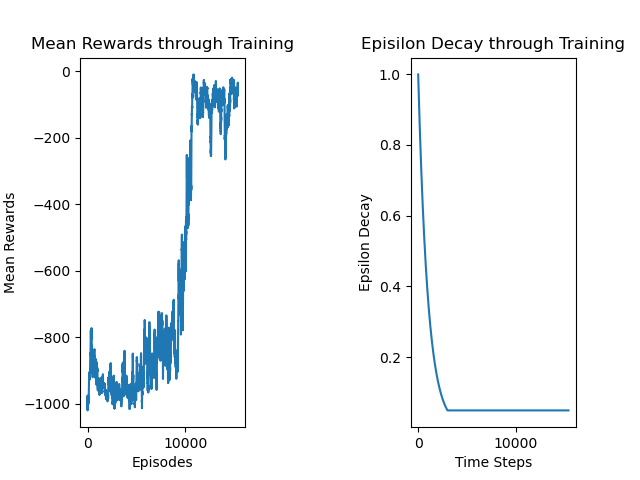 Mean Rewards through Training
Mean Rewards
0
−200
−400
−600
−800
−1000
0
10000
Episodes
Episilon Decay through Training
Epsilon Decay
1.0
0.8
0.6
0.4
0.2
0
10000
Time Steps